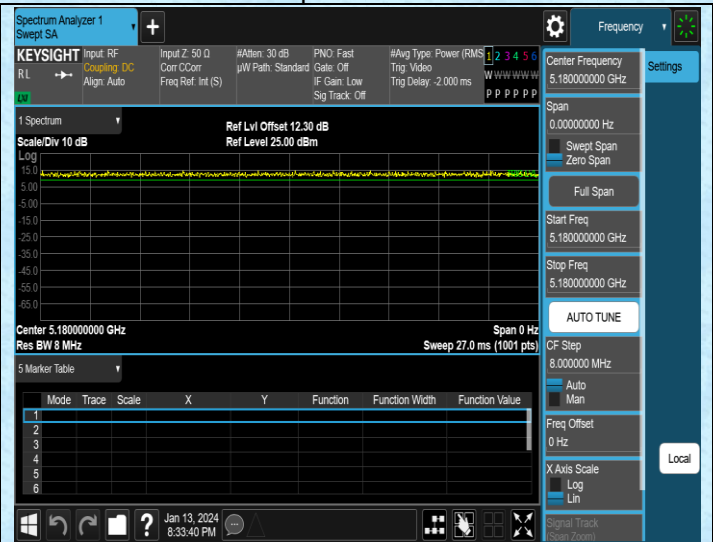 Spectrum Analyzer 1
Swept SA
+
Frequency
KEYSIGHT
RL
LXI
Input: RF
Coupling: DC
Align: Auto
Input Z: 50 Ω
Corr CCorr
Freq Ref: Int (S)
#Atten: 30 dB
µW Path: Standard
PNO: Fast
Gate: Off
IF Gain: Low
Sig Track: Off
#Avg Type: Power (RMS
Trig: Video
Trig Delay: -2.000 ms
1 2 3 4 5 6
W W W W W W
P P P P P P
1 Spectrum
Scale/Div 10 dB
Ref Lvl Offset 12.30 dB
Ref Level 25.00 dBm
Log
15.0
5.00
-5.00
-15.0
-25.0
-35.0
-45.0
-55.0
-65.0
Center 5.180000000 GHz
Span 0 Hz
Res BW 8 MHz
Sweep 27.0 ms (1001 pts)
5 Marker Table
Mode Trace Scale X Y Function Function Width Function Value
1
2
3
4
5
6
Jan 13, 2024
8:33:40 PM
?
Center Frequency
5.180000000 GHz
Settings
Span
0.00000000 Hz
Swept Span
Zero Span
Full Span
Start Freq
5.180000000 GHz
Stop Freq
5.180000000 GHz
AUTO TUNE
CF Step
8.000000 MHz
Auto
Man
Freq Offset
0 Hz
X Axis Scale
Log
Lin
Local
Signal Track
(Span Zoom)